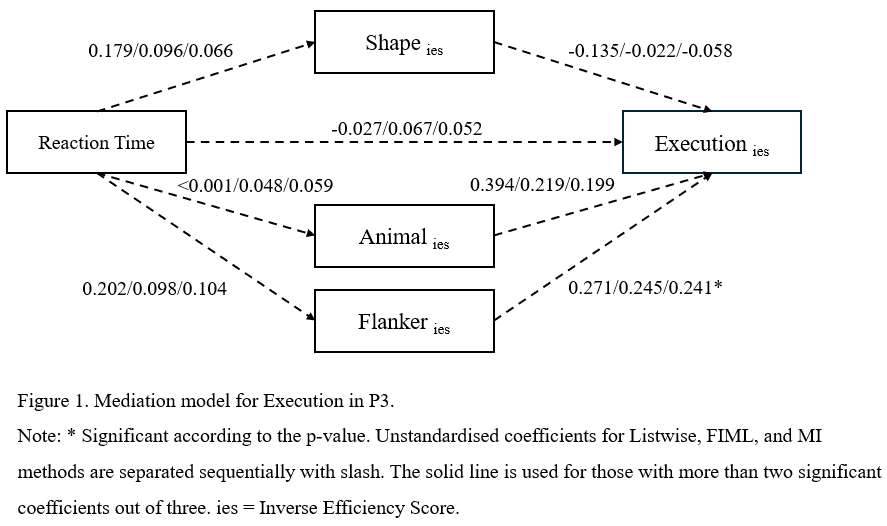 Shape ies
0.179/0.096/0.066
-0.135/-0.022/-0.058
Reaction Time
-0.027/0.067/0.052
Execution ies
<0.001/0.048/0.059
0.394/0.219/0.199
Animal ies
0.202/0.098/0.104
0.271/0.245/0.241*
Flanker ies
Figure 1. Mediation model for Execution in P3.
Note: * Significant according to the p-value. Unstandardised coefficients for Listwise, FIML, and MI
methods are separated sequentially with slash. The solid line is used for those with more than two significant
coefficients out of three. ies = Inverse Efficiency Score.